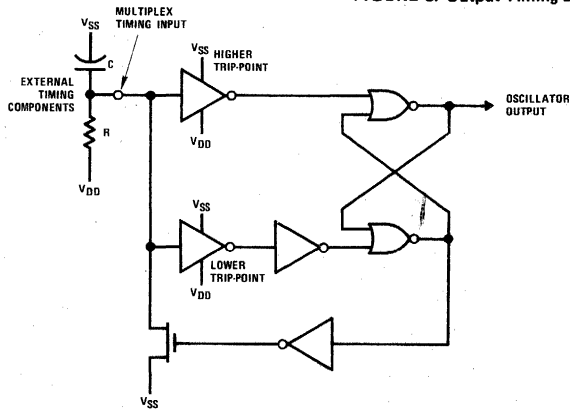 FIGURE 3. Output Timing
MULTIPLEX
TIMING INPUT
VSS
C
EXTERNAL
TIMING
COMPONENTS
R
VDD
VSS
HIGHER
TRIP-POINT
VDD
OSCILLATOR
OUTPUT
VSS
LOWER
TRIP-POINT
VDD
VSS